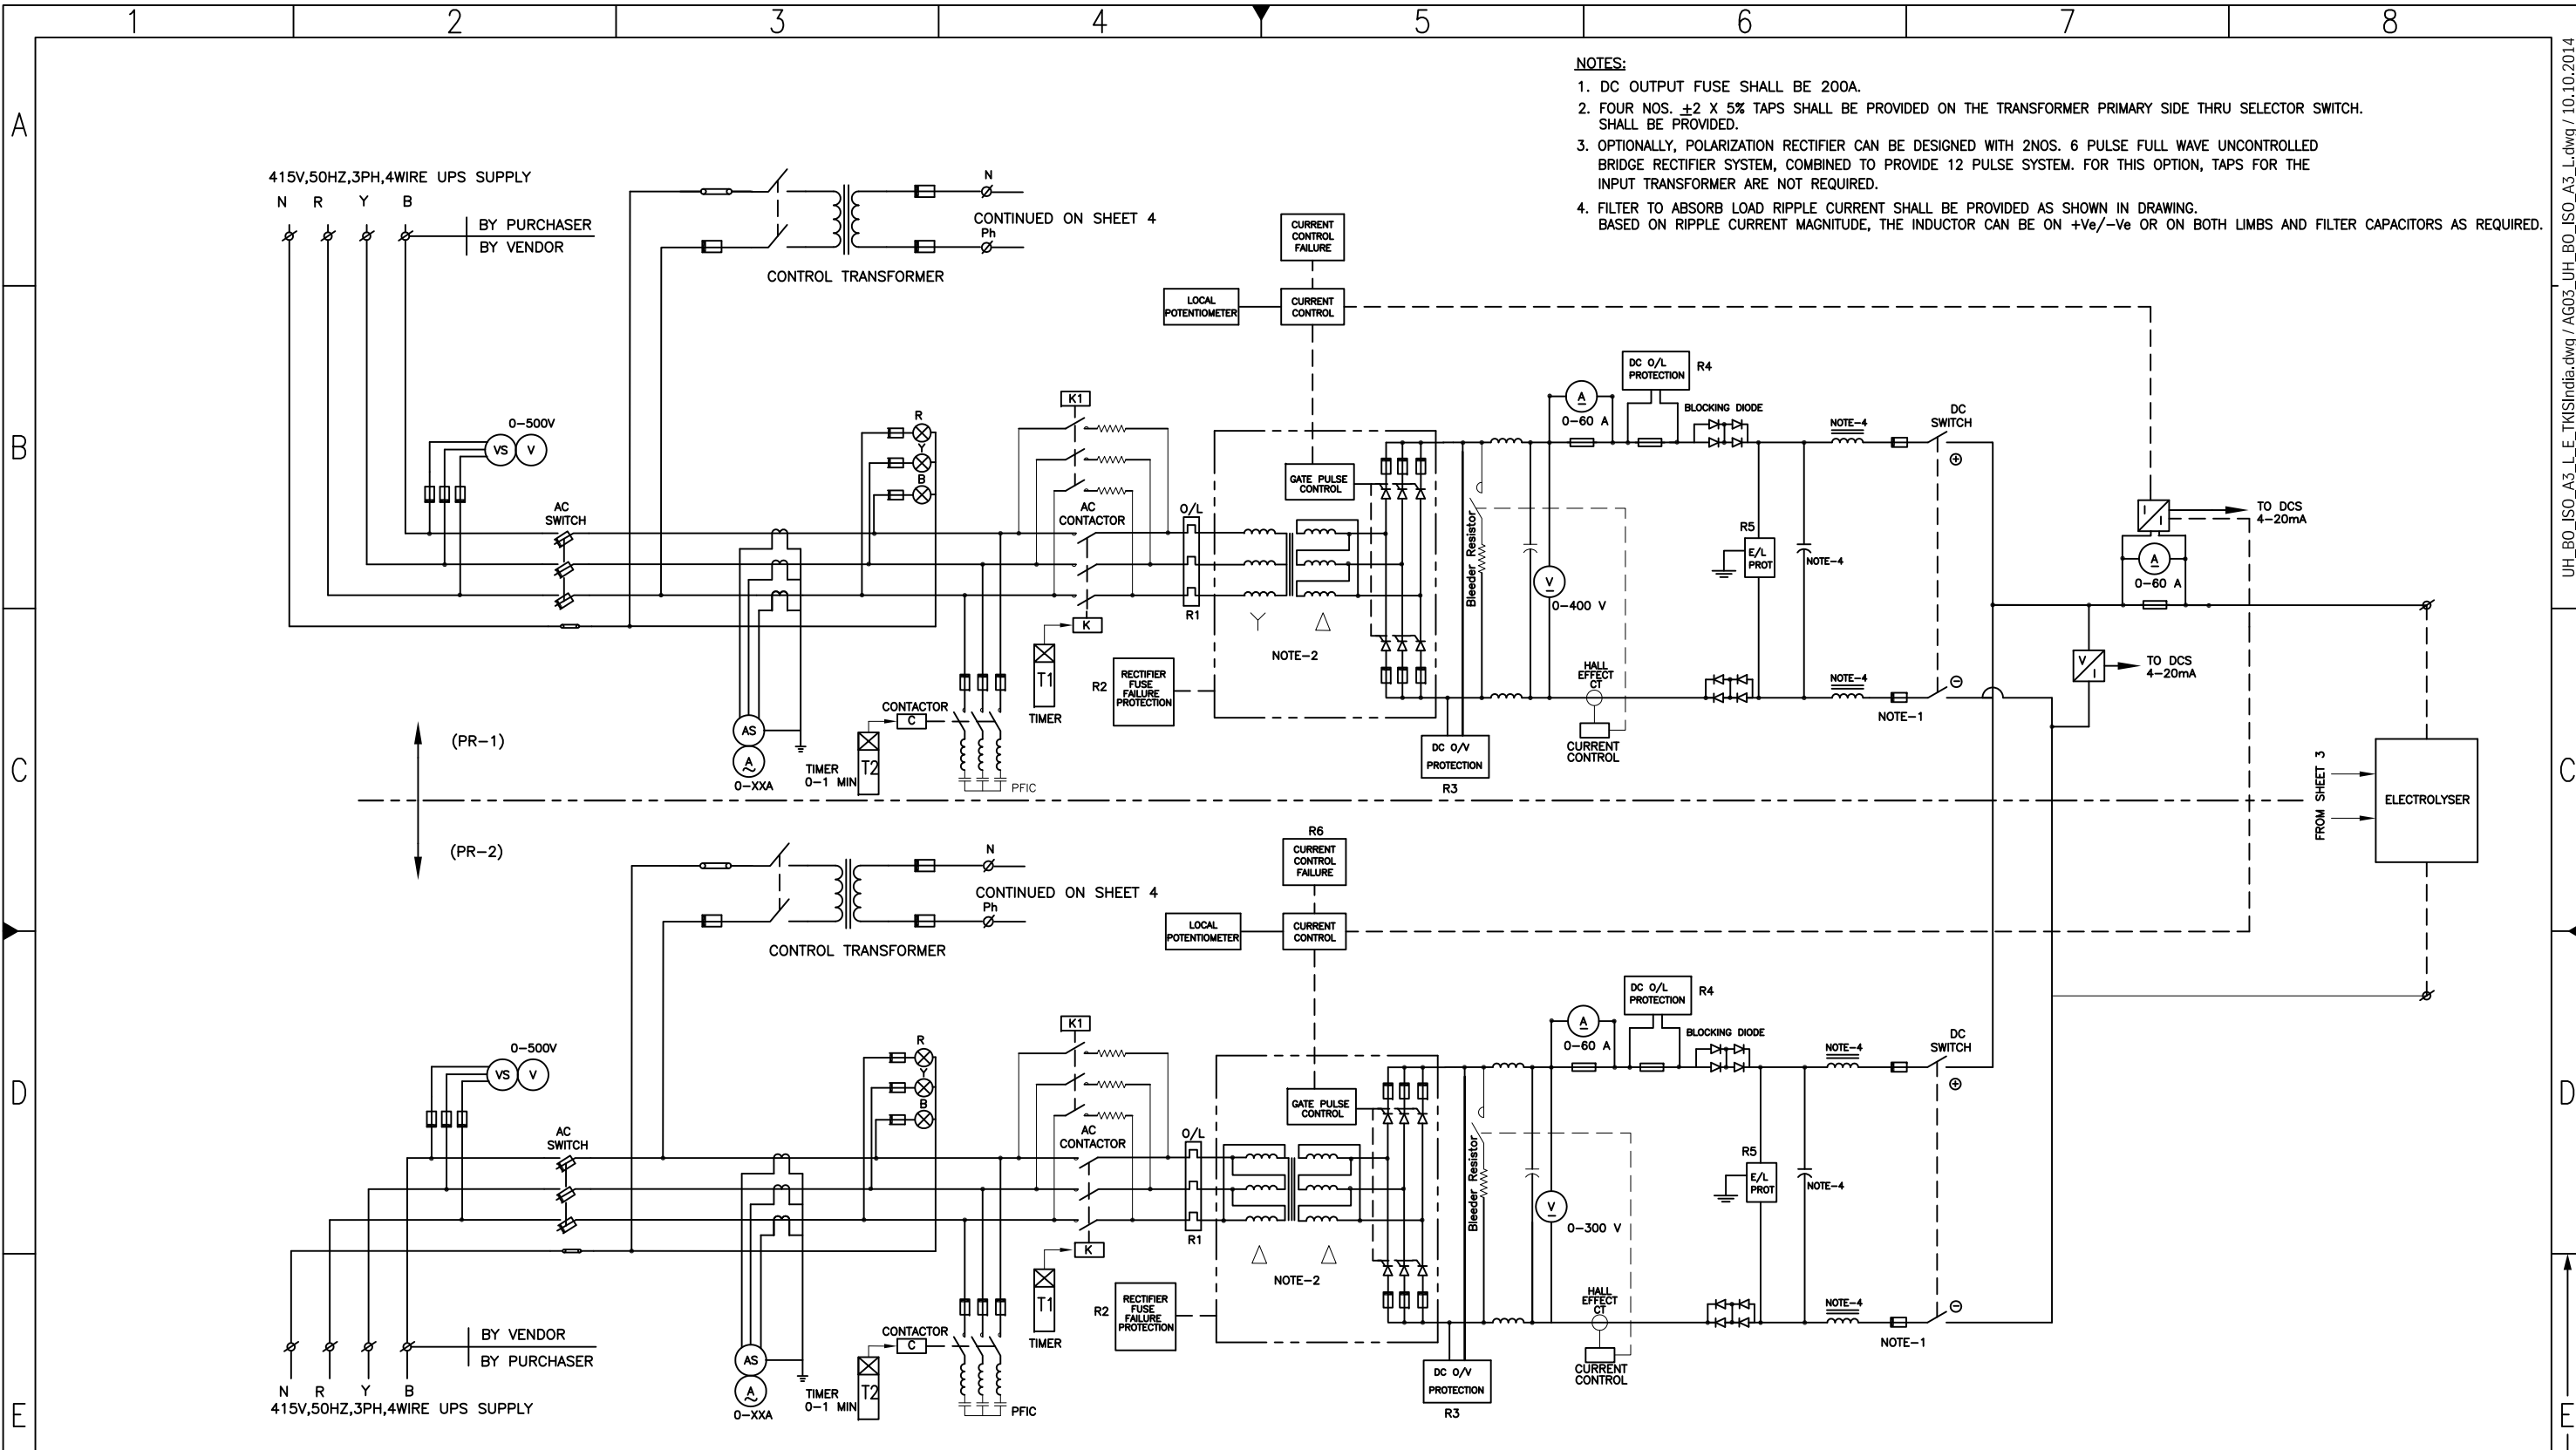 1 2 3 4 5 6 7 8
A
B
C
D
E
C
D
E
UH_BO_ISO_A3_L_E_TKISIndia.dwg / AG03_UH_BO_ISO_A3_L.dwg / 10.10.2014
NOTES:
1. DC OUTPUT FUSE SHALL BE 200A.
2. FOUR NOS. ±2 X 5% TAPS SHALL BE PROVIDED ON THE TRANSFORMER PRIMARY SIDE THRU SELECTOR SWITCH.
SHALL BE PROVIDED.
3. OPTIONALLY, POLARIZATION RECTIFIER CAN BE DESIGNED WITH 2NOS. 6 PULSE FULL WAVE UNCONTROLLED
BRIDGE RECTIFIER SYSTEM, COMBINED TO PROVIDE 12 PULSE SYSTEM. FOR THIS OPTION, TAPS FOR THE
INPUT TRANSFORMER ARE NOT REQUIRED.
4. FILTER TO ABSORB LOAD RIPPLE CURRENT SHALL BE PROVIDED AS SHOWN IN DRAWING.
BASED ON RIPPLE CURRENT MAGNITUDE, THE INDUCTOR CAN BE ON +Ve/-Ve OR ON BOTH LIMBS AND FILTER CAPACITORS AS REQUIRED.
415V,50HZ,3PH,4WIRE UPS SUPPLY
N R Y B
BY PURCHASER
BY VENDOR
N
CONTINUED ON SHEET 4
Ph
CONTROL TRANSFORMER
CURRENT
CONTROL
FAILURE
LOCAL
POTENTIOMETER
CURRENT
CONTROL
0-500V
VS V
AC
SWITCH
R
Y
B
K1
AC
CONTACTOR
O/L
R1
K
T1
TIMER
GATE PULSE
CONTROL
NOTE-2
R2
RECTIFIER
FUSE
FAILURE
PROTECTION
CONTACTOR
C
AS
A
0-XXA
TIMER
0-1 MIN
T2
PFIC
Bleeder Resistor
A
0-60 A
DC O/L
PROTECTION
R4
BLOCKING DIODE
V
0-400 V
R5
E/L
PROT
NOTE-4
NOTE-4
NOTE-4
DC
SWITCH
+
-
NOTE-1
HALL
EFFECT
CT
CURRENT
CONTROL
DC O/V
PROTECTION
R3
I
I
TO DCS
4-20mA
A
0-60 A
V
I
TO DCS
4-20mA
FROM SHEET 3
ELECTROLYSER
(PR-1)
(PR-2)
N
CONTINUED ON SHEET 4
Ph
CONTROL TRANSFORMER
R6
CURRENT
CONTROL
FAILURE
LOCAL
POTENTIOMETER
CURRENT
CONTROL
0-500V
VS V
AC
SWITCH
R
Y
B
K1
AC
CONTACTOR
O/L
R1
K
T1
TIMER
GATE PULSE
CONTROL
NOTE-2
R2
RECTIFIER
FUSE
FAILURE
PROTECTION
CONTACTOR
C
AS
A
0-XXA
TIMER
0-1 MIN
T2
PFIC
Bleeder Resistor
A
0-60 A
DC O/L
PROTECTION
R4
BLOCKING DIODE
V
0-300 V
R5
E/L
PROT
NOTE-4
NOTE-4
NOTE-4
DC
SWITCH
+
-
NOTE-1
HALL
EFFECT
CT
CURRENT
CONTROL
DC O/V
PROTECTION
R3
BY VENDOR
BY PURCHASER
N R Y B
415V,50HZ,3PH,4WIRE UPS SUPPLY